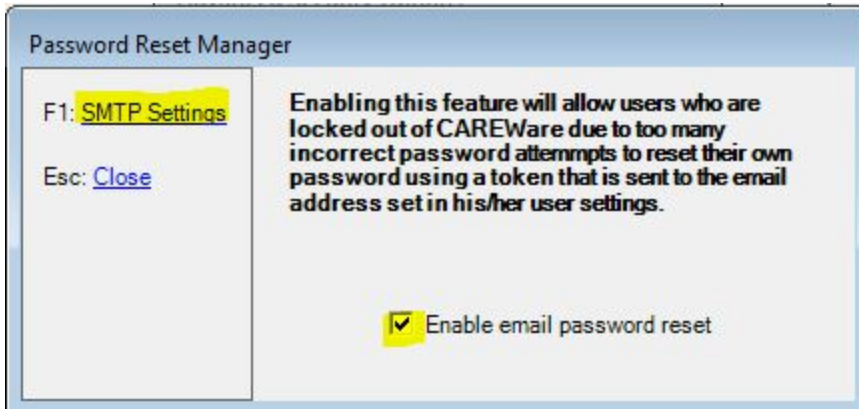 Password Reset Manager
F1: SMTP Settings
Esc: Close
Enabling this feature will allow users who are
locked out of CAREWare due to too many
incorrect password attemmpts to reset their own
password using a token that is sent to the email
address set in his/her user settings.
Enable email password reset